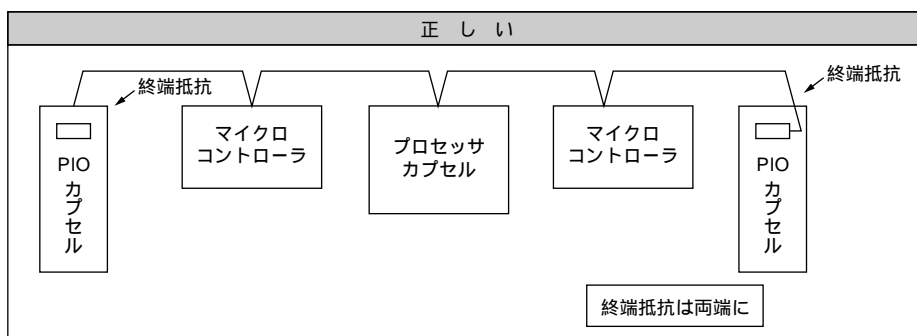 正しい
終端抵抗
終端抵抗
PIO
カプセル
マイクロ
コントローラ
プロセッサ
カプセル
マイクロ
コントローラ
PIO
カプセル
終端抵抗は両端に